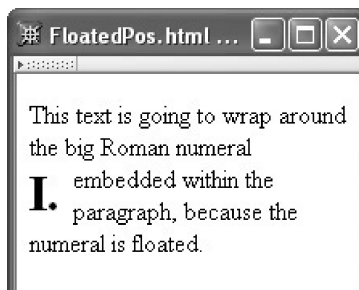 FloatedPos.html ...
This text is going to wrap around
the big Roman numeral
I. embedded within the
paragraph, because the
numeral is floated.